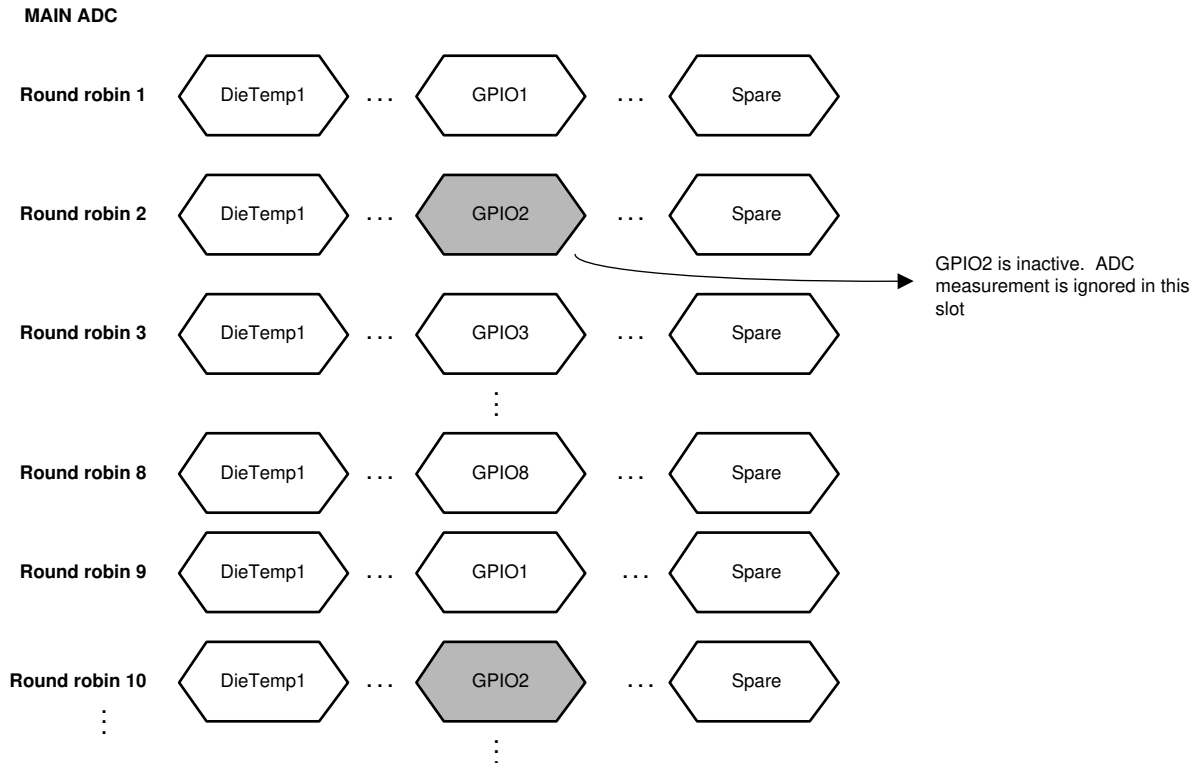 MAIN ADC
Round robin 1 DieTemp1 ... GPIO1 ... Spare
Round robin 2 DieTemp1 ... GPIO2 ... Spare
GPIO2 is inactive. ADC
measurement is ignored in this
slot
Round robin 3 DieTemp1 ... GPIO3 ... Spare
Round robin 8 DieTemp1 ... GPIO8 ... Spare
Round robin 9 DieTemp1 ... GPIO1 ... Spare
Round robin 10 DieTemp1 ... GPIO2 ... Spare